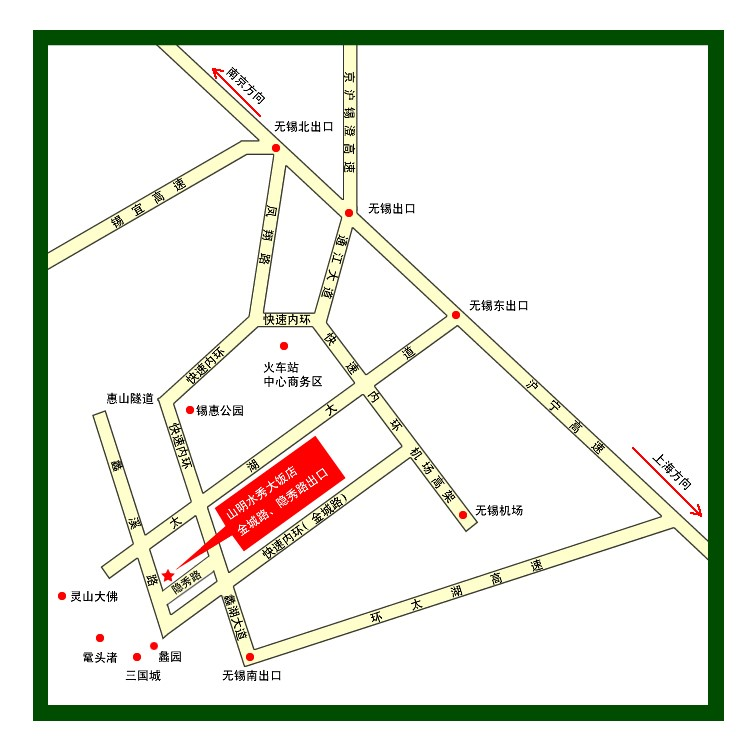 南京方向
京沪锡澄高速
无锡北出口
锡宜高速
无锡出口
凤翔路
通江大道
无锡东出口
快速内环
快速内环
快速内环
道
火车站
中心商务区
沪宁高速
惠山隧道
锡惠公园
大
快速内环
机场高架
湖
上海方向
蠡溪路
山明水秀大饭店
金城路、隐秀路出口
无锡机场
太
快速内环(金城路)
隐秀路
环太湖高速
灵山大佛
蠡湖大道
鼋头渚
蠡园
三国城
无锡南出口